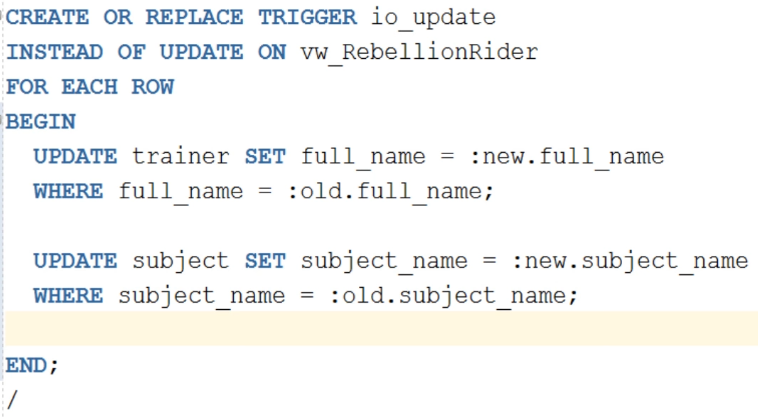 CREATE OR REPLACE TRIGGER io_update
INSTEAD OF UPDATE ON vw_RebellionRider
FOR EACH ROW
BEGIN
  UPDATE trainer SET full_name = :new.full_name
  WHERE full_name = :old.full_name;

  UPDATE subject SET subject_name = :new.subject_name
  WHERE subject_name = :old.subject_name;

END;
/